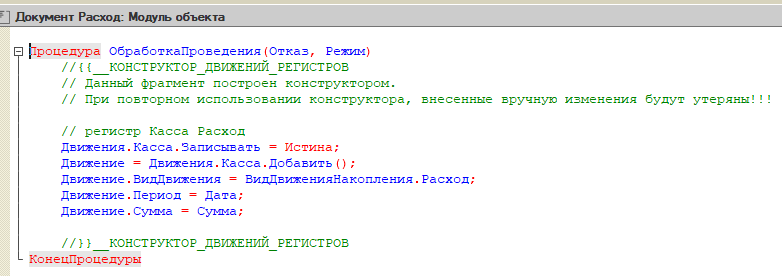 Документ Расход: Модуль объекта
Процедура ОбработкаПроведения(Отказ, Режим)
//{{__КОНСТРУКТОР_ДВИЖЕНИЙ_РЕГИСТРОВ
// Данный фрагмент построен конструктором.
// При повторном использовании конструктора, внесенные вручную изменения будут утеряны!!!
// регистр Касса Расход
Движения.Касса.Записывать = Истина;
Движение = Движения.Касса.Добавить();
Движение.ВидДвижения = ВидДвиженияНакопления.Расход;
Движение.Период = Дата;
Движение.Сумма = Сумма;
//}}__КОНСТРУКТОР_ДВИЖЕНИЙ_РЕГИСТРОВ
КонецПроцедуры